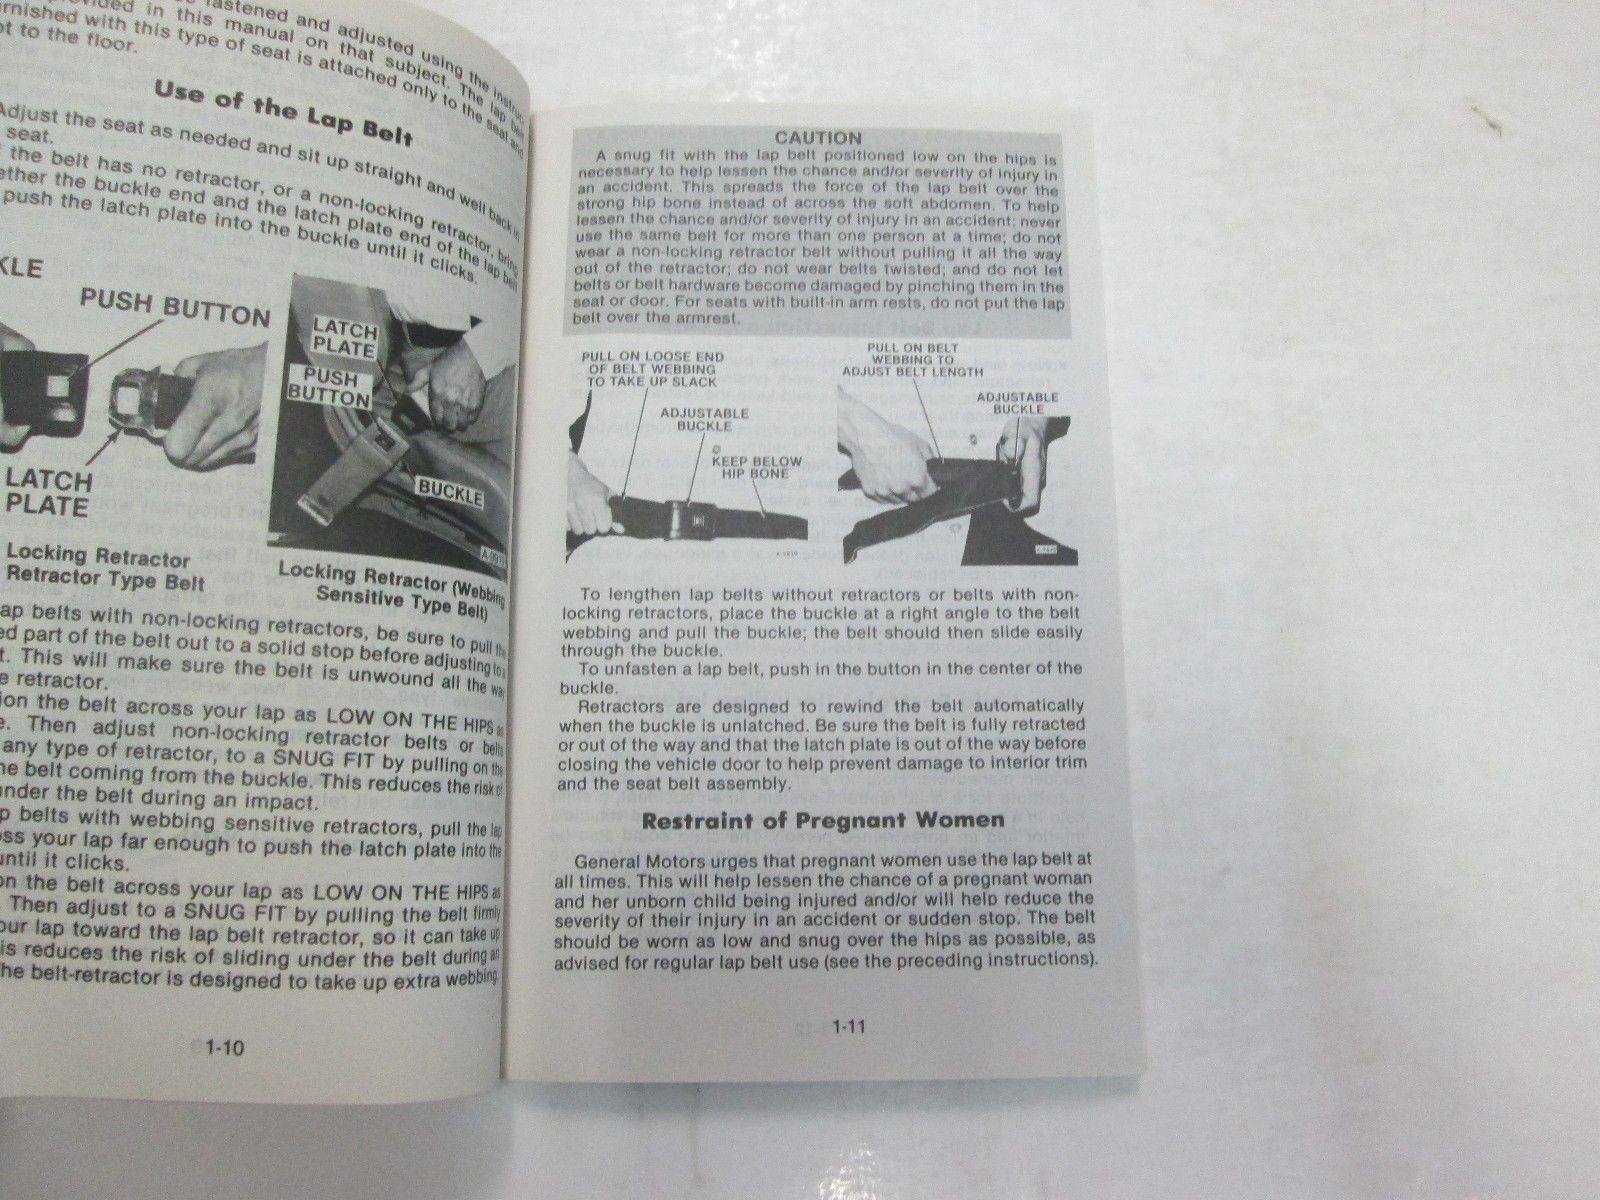 fastened and adjusted using the instruc-
provided in this manual on that subject. The lap belt
urnished with this type of seat is attached only to the seat and
ot to the floor.
Use of the Lap Belt
Adjust the seat as needed and sit up straight and well back in
seat.
the belt has no retractor, or a non-locking retractor, bring
ether the buckle end and the latch plate end of the lap belt
push the latch plate into the buckle until it clicks.
KLE
PUSH BUTTON
LATCH
PLATE
LATCH
PLATE
PUSH
BUTTON
BUCKLE
Locking Retractor
Retractor Type Belt
Locking Retractor (Webbing
Sensitive Type Belt)
ap belts with non-locking retractors, be sure to pull the
ed part of the belt out to a solid stop before adjusting to a
t. This will make sure the belt is unwound all the way
e retractor.
ion the belt across your lap as LOW ON THE HIPS as
e. Then adjust non-locking retractor belts or belts
any type of retractor, to a SNUG FIT by pulling on the
he belt coming from the buckle. This reduces the risk of
under the belt during an impact.
p belts with webbing sensitive retractors, pull the lap
oss your lap far enough to push the latch plate into the
until it clicks.
on the belt across your lap as LOW ON THE HIPS as
Then adjust to a SNUG FIT by pulling the belt firmly
our lap toward the lap belt retractor, so it can take up
is reduces the risk of sliding under the belt during an
he belt-retractor is designed to take up extra webbing.
1-10
CAUTION
A snug fit with the lap belt positioned low on the hips is
necessary to help lessen the chance and/or severity of injury in
an accident. This spreads the force of the lap belt over the
strong hip bone instead of across the soft abdomen. To help
lessen the chance and/or severity of injury in an accident: never
use the same belt for more than one person at a time; do not
wear a non-locking retractor belt without pulling it all the way
out of the retractor; do not wear belts twisted; and do not let
belts or belt hardware become damaged by pinching them in the
seat or door. For seats with built-in arm rests, do not put the lap
belt over the armrest.
PULL ON LOOSE END
OF BELT WEBBING
TO TAKE UP SLACK
ADJUSTABLE
BUCKLE
KEEP BELOW
HIP BONE
A-9839
PULL ON BELT
WEBBING TO
ADJUST BELT LENGTH
ADJUSTABLE
BUCKLE
To lengthen lap belts without retractors or belts with non-
locking retractors, place the buckle at a right angle to the belt
webbing and pull the buckle; the belt should then slide easily
through the buckle.
To unfasten a lap belt, push in the button in the center of the
buckle.
Retractors are designed to rewind the belt automatically
when the buckle is unlatched. Be sure the belt is fully retracted
or out of the way and that the latch plate is out of the way before
closing the vehicle door to help prevent damage to interior trim
and the seat belt assembly.
Restraint of Pregnant Women
General Motors urges that pregnant women use the lap belt at
all times. This will help lessen the chance of a pregnant woman
and her unborn child being injured and/or will help reduce the
severity of their injury in an accident or sudden stop. The belt
should be worn as low and snug over the hips as possible, as
advised for regular lap belt use (see the preceding instructions).
1-11